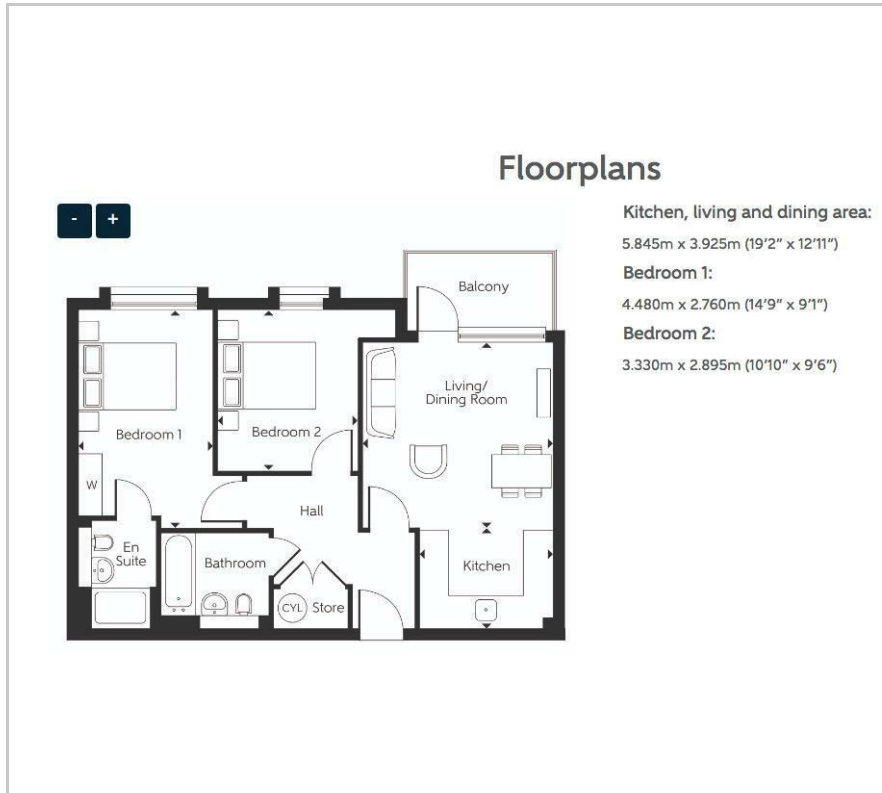 Floorplans
- +
Kitchen, living and dining area:
5.845m x 3.925m (19'2" x 12'11")
Bedroom 1:
4.480m x 2.760m (14'9" x 9'1")
Bedroom 2:
3.330m x 2.895m (10'10" x 9'6")
Balcony
Living/
Dining Room
Bedroom 1
Bedroom 2
W
Hall
En
Suite
Bathroom
Kitchen
CYL Store